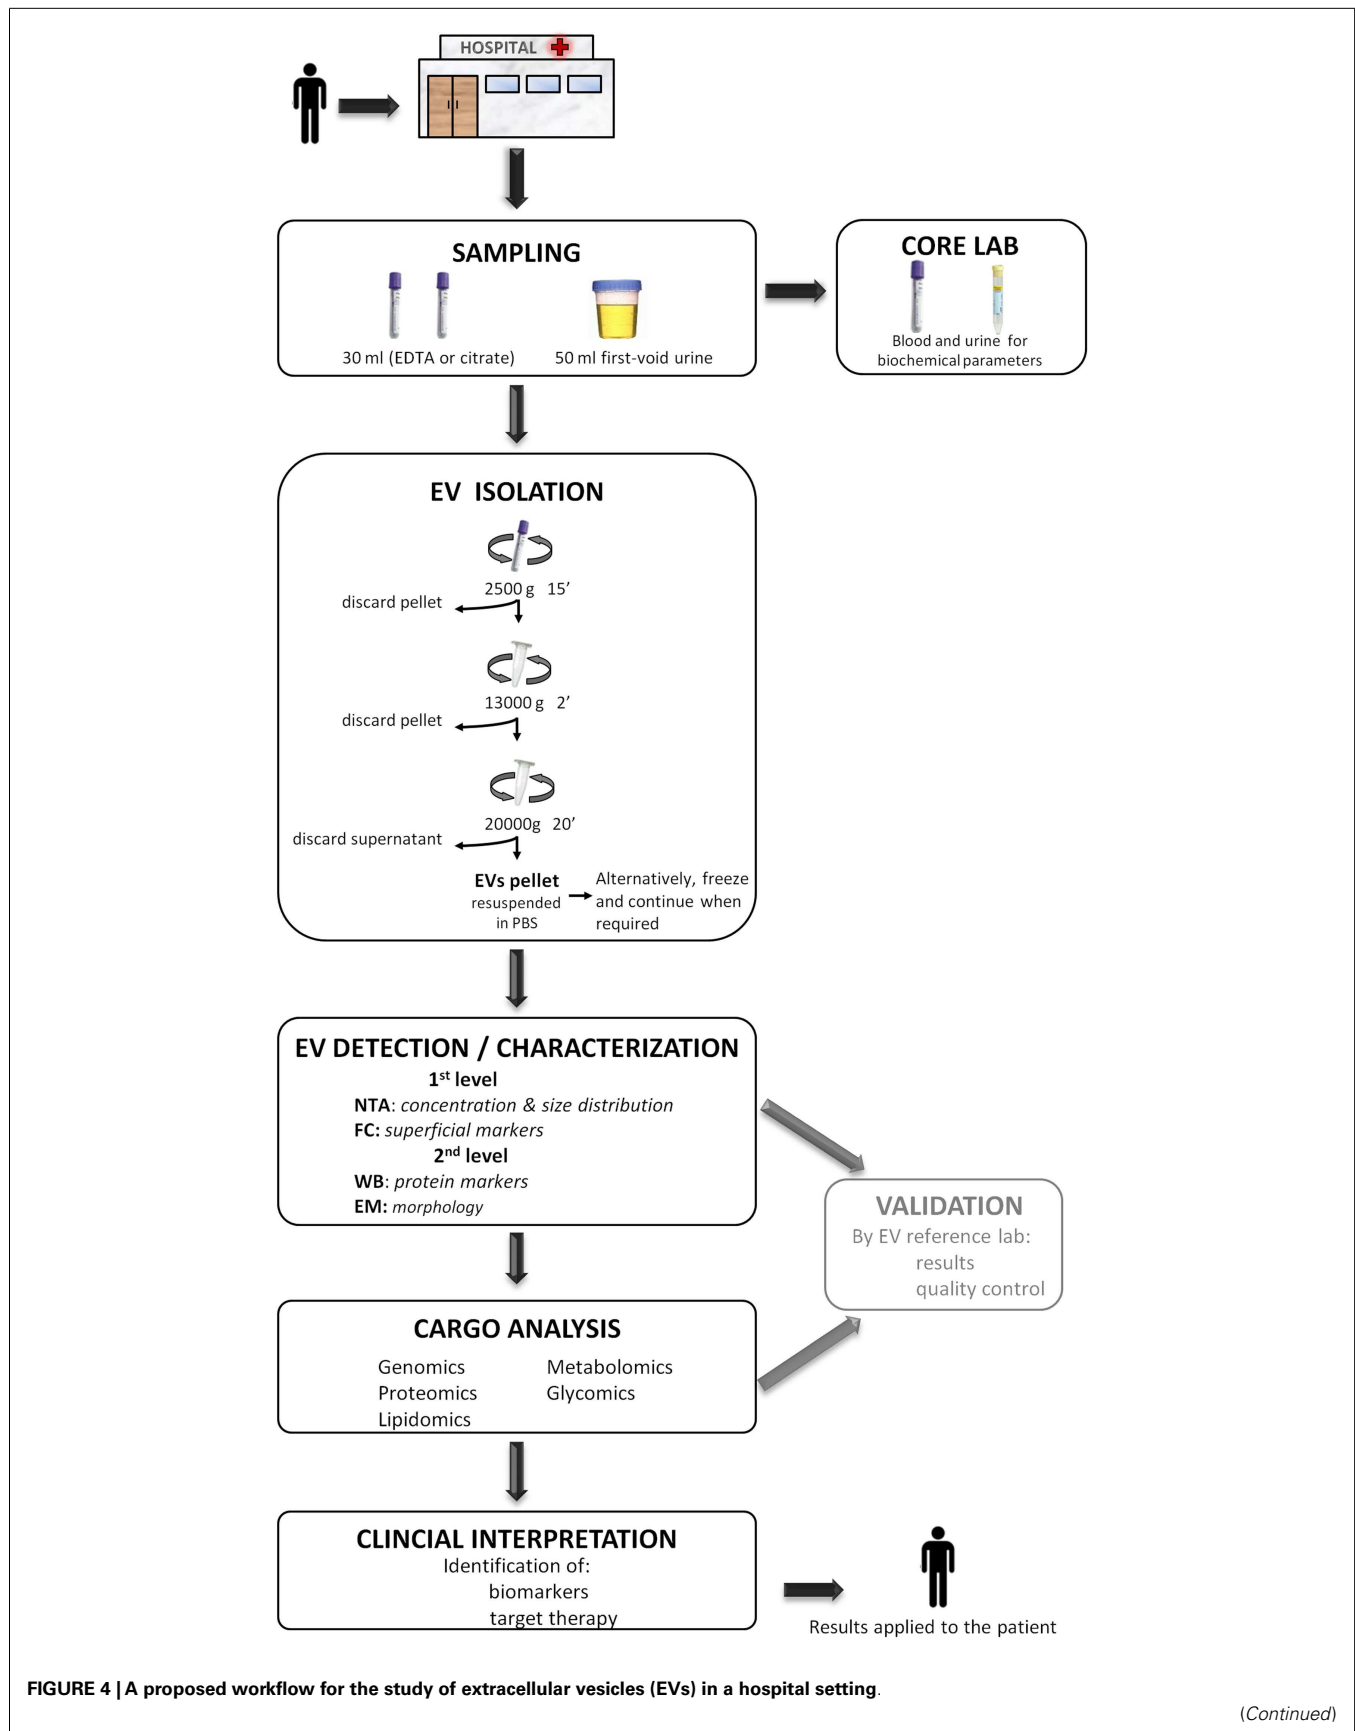 HOSPITAL
SAMPLING
30 ml (EDTA or citrate)
50 ml first-void urine
CORE LAB
Blood and urine for
biochemical parameters
EV ISOLATION
2500 g 15’
discard pellet
13000 g 2’
discard pellet
20000g 20’
discard supernatant
EVs pellet
resuspended
in PBS
Alternatively, freeze
and continue when
required
EV DETECTION / CHARACTERIZATION
1st level
NTA: concentration & size distribution
FC: superficial markers
2nd level
WB: protein markers
EM: morphology
VALIDATION
By EV reference lab:
results
quality control
CARGO ANALYSIS
Genomics
Metabolomics
Proteomics
Glycomics
Lipidomics
CLINCIAL INTERPRETATION
Identification of:
biomarkers
target therapy
Results applied to the patient
FIGURE 4 | A proposed workflow for the study of extracellular vesicles (EVs) in a hospital setting.
(Continued)